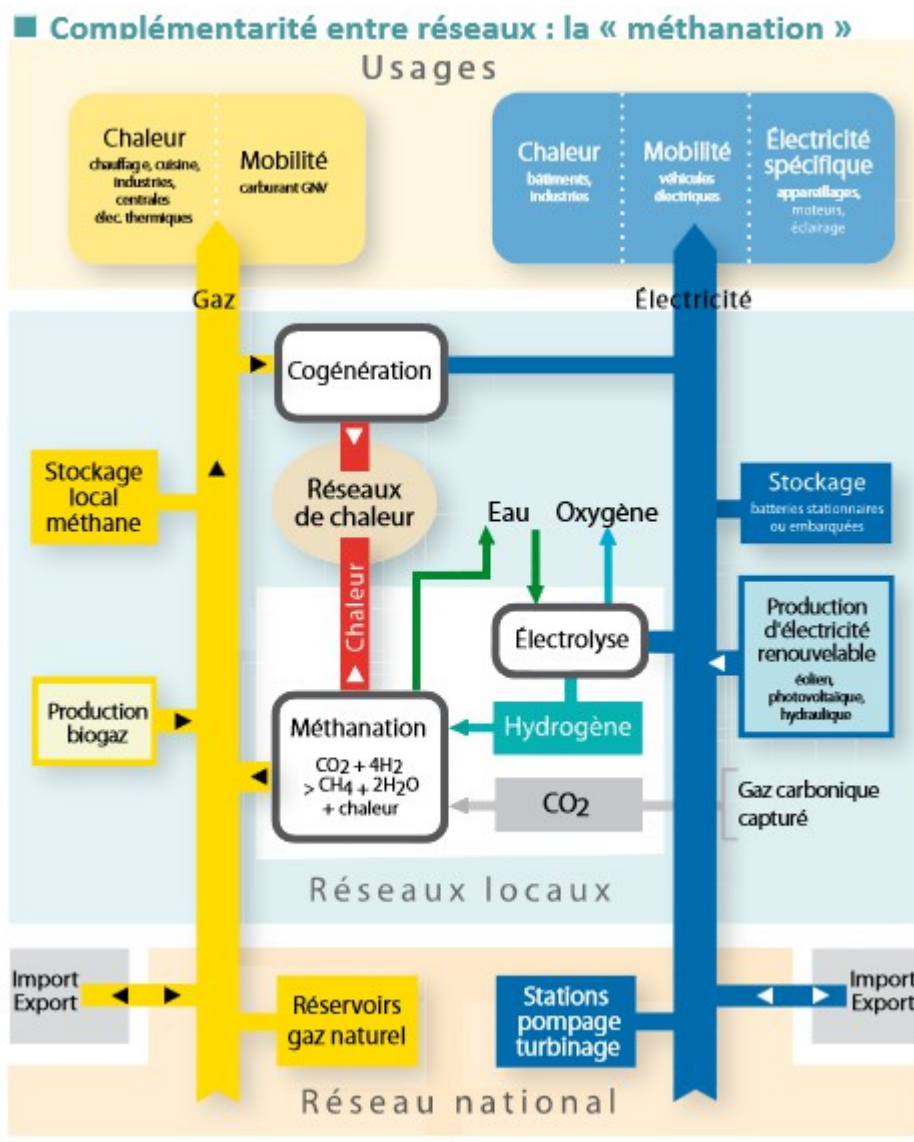 Complémentarité entre réseaux : la « méthanation »
Usages
Chaleur
chauffage, cuisine,
industries,
centrales
élec. thermiques
Mobilité
carburant GNV
Chaleur
bâtiments,
industries
Mobilité
véhicules
électriques
Électricité
spécifique
appareillages,
moteurs,
éclairage
Gaz
Électricité
Cogénération
Stockage
local
méthane
Réseaux
de chaleur
Eau
Oxygène
Stockage
batteries stationnaires
ou embarquées
Chaleur
Électrolyse
Production
d'électricité
renouvelable
éolien,
photovoltaïque,
hydraulique
Production
biogaz
Méthanation
CO2 + 4H2
> CH4 + 2H2O
+ chaleur
Hydrogène
CO2
Gaz carbonique
capturé
Réseaux locaux
Import
Export
Réservoirs
gaz naturel
Stations
pompage
turbinage
Import
Export
Réseau national